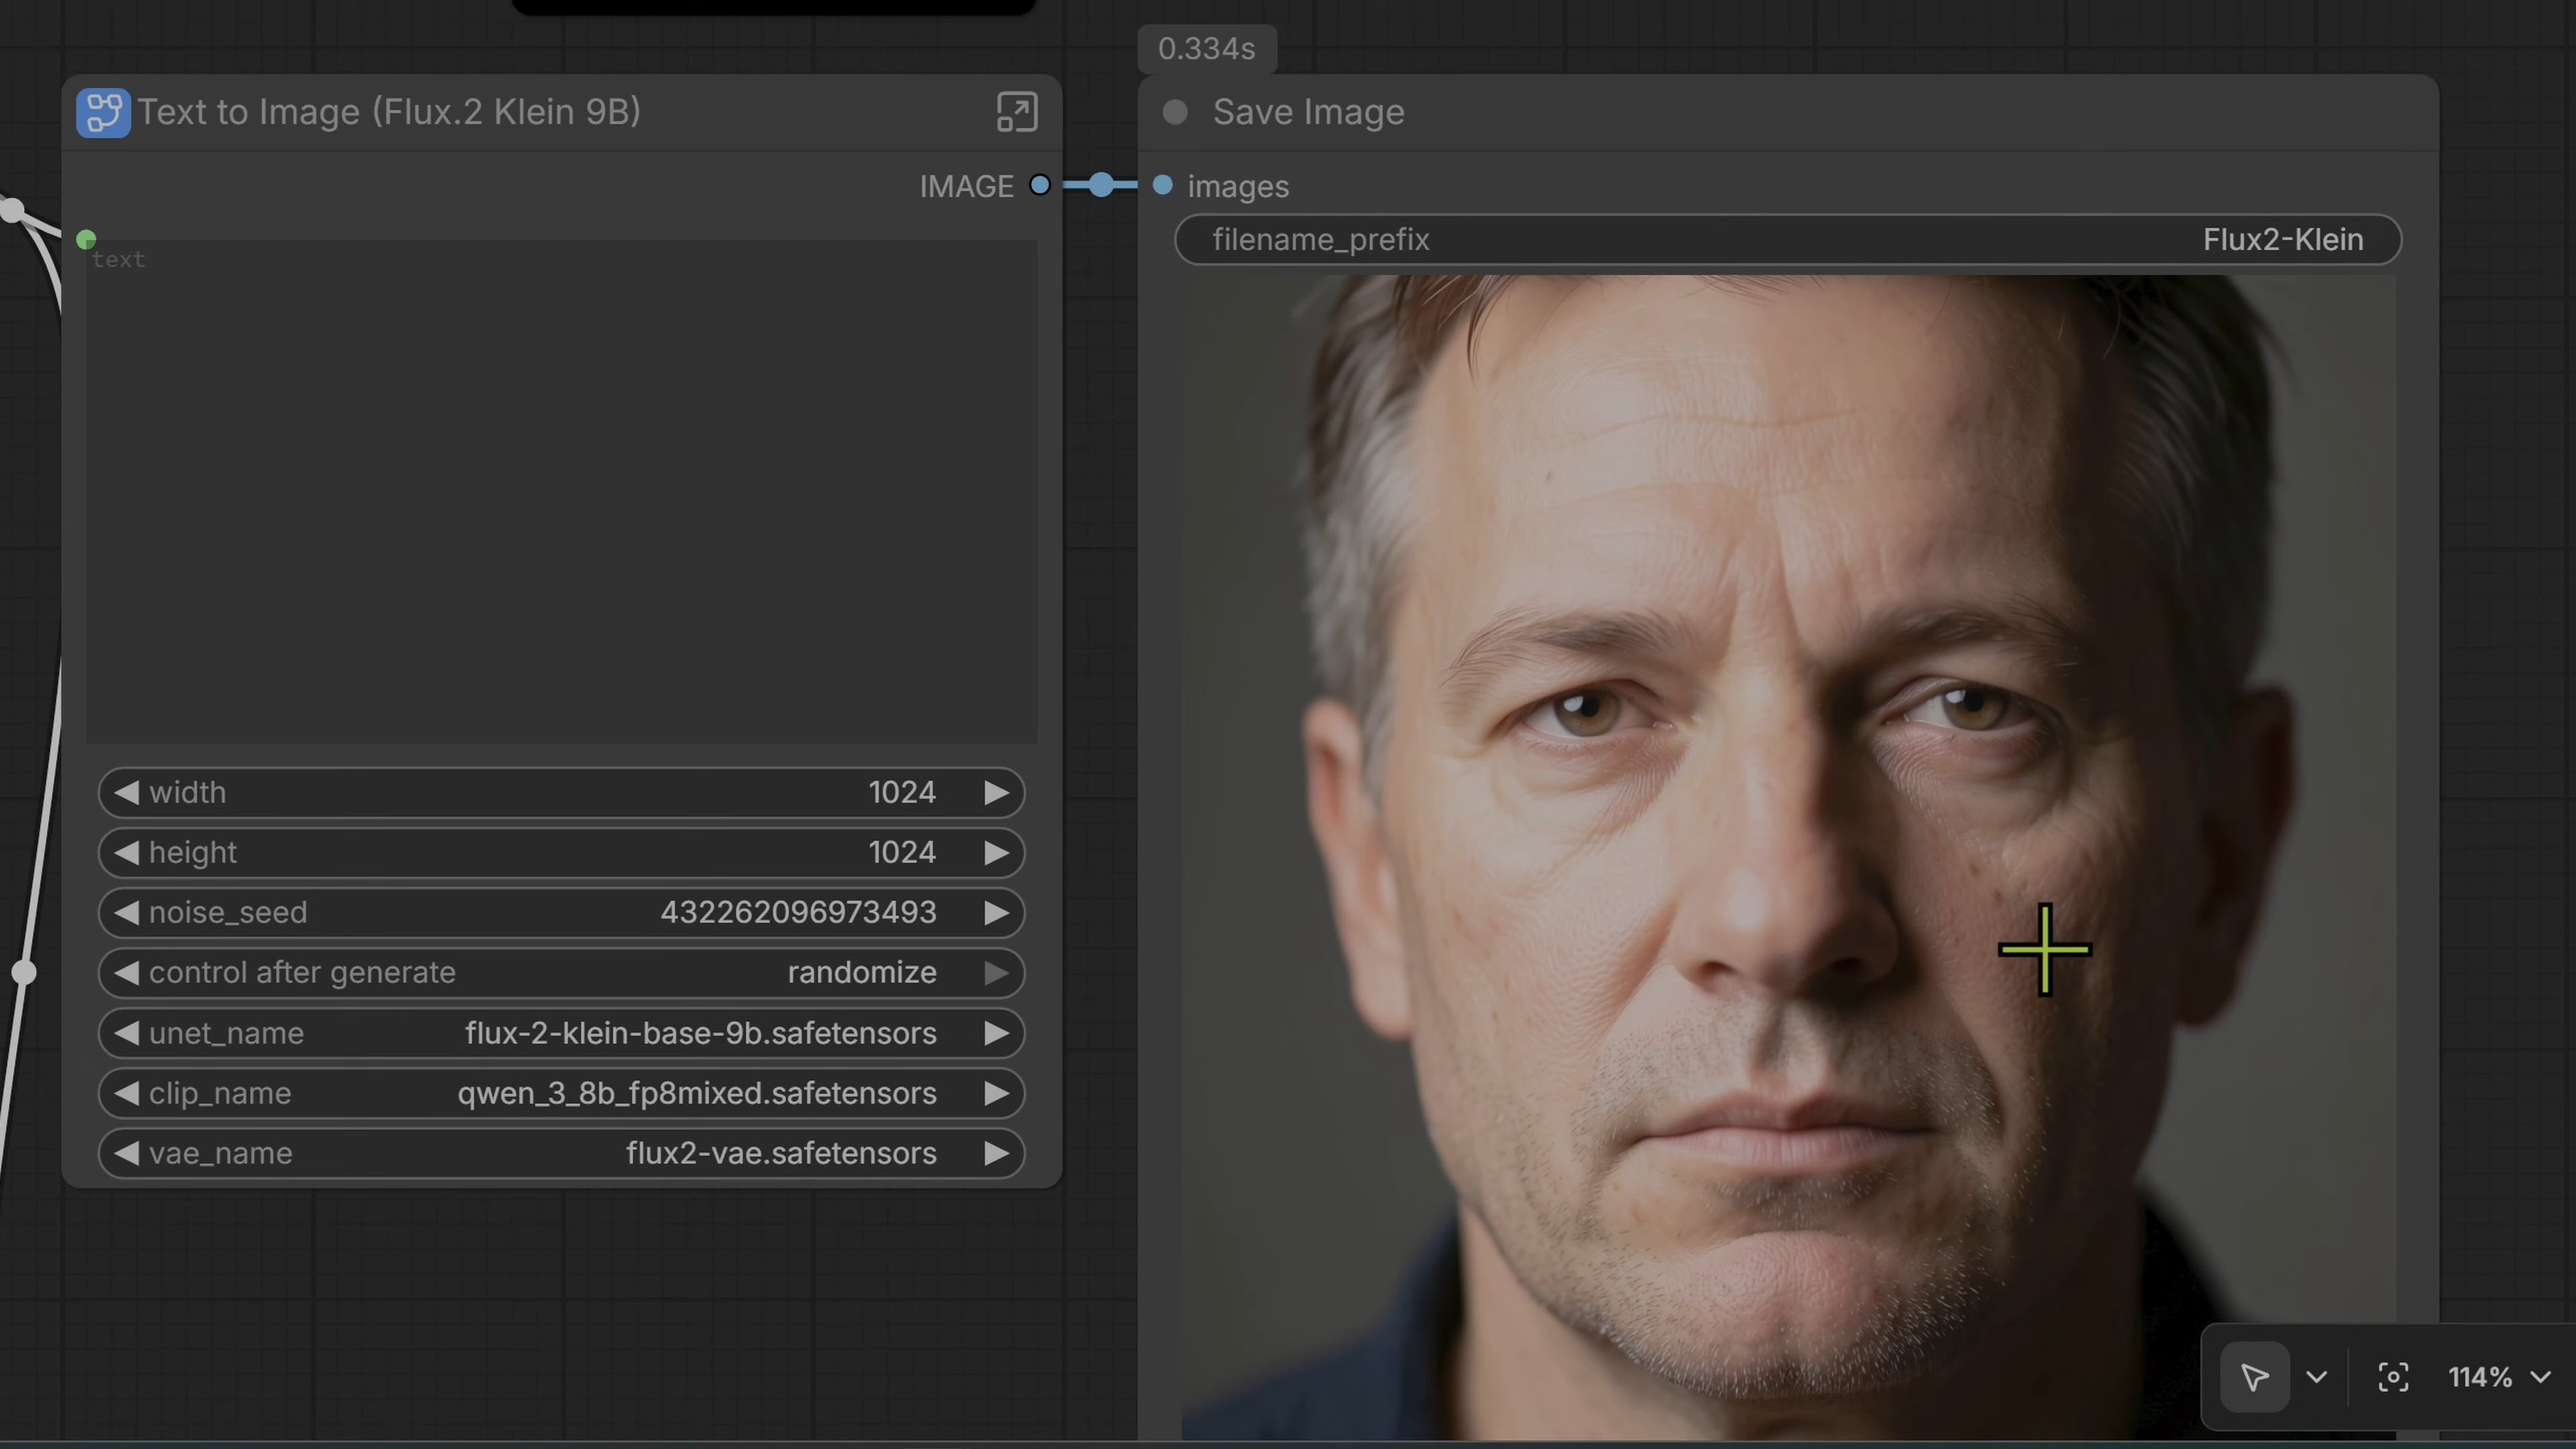 0.334s
Text to Image (Flux.2 Klein 9B)
Save Image
IMAGE
images
filename_prefix Flux2-Klein
text
width 1024
height 1024
noise_seed 432262096973493
control after generate randomize
unet_name flux-2-klein-base-9b.safetensors
clip_name qwen_3_8b_fp8mixed.safetensors
vae_name flux2-vae.safetensors
114%